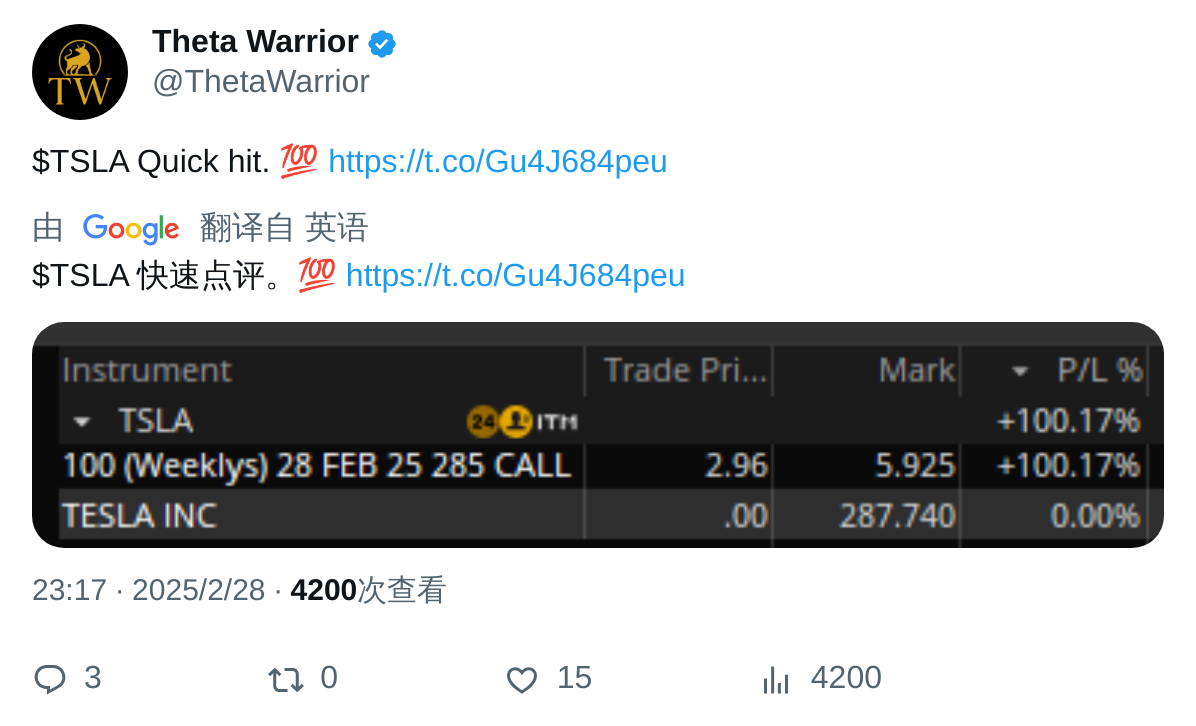 TW
Theta Warrior
@ThetaWarrior
$TSLA Quick hit. 💯 https://t.co/Gu4J684peu
由 Google 翻译自 英语
$TSLA 快速点评。💯 https://t.co/Gu4J684peu
Instrument Trade Pri... Mark P/L %
TSLA 24 ITM +100.17%
100 (Weeklys) 28 FEB 25 285 CALL 2.96 5.925 +100.17%
TESLA INC .00 287.740 0.00%
23:17 · 2025/2/28 · 4200次查看
3 0 15 4200